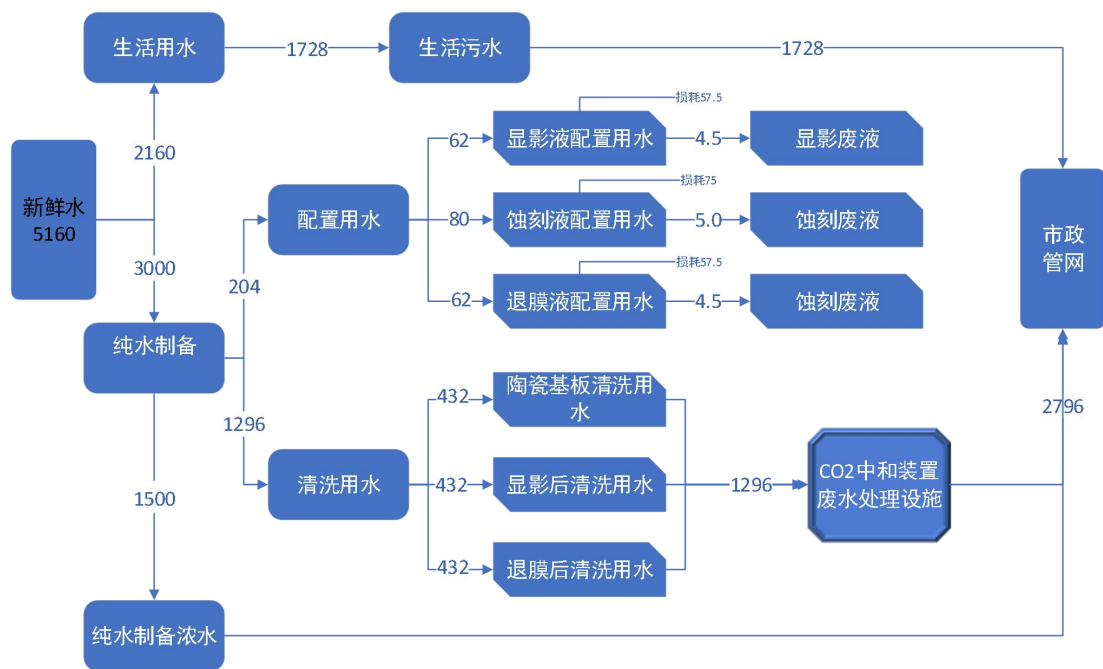 生活用水
1728
生活污水
1728
损耗57.5
62
显影液配置用水
4.5
显影废液
2160
新鲜水
5160
损耗75
配置用水
80
蚀刻液配置用水
5.0
蚀刻废液
市政
管网
3000
204
损耗57.5
62
退膜液配置用水
4.5
蚀刻废液
纯水制备
432
陶瓷基板清洗用
水
2796
1296
1500
清洗用水
432
显影后清洗用水
1296
CO2中和装置
废水处理设施
432
退膜后清洗用水
纯水制备浓水